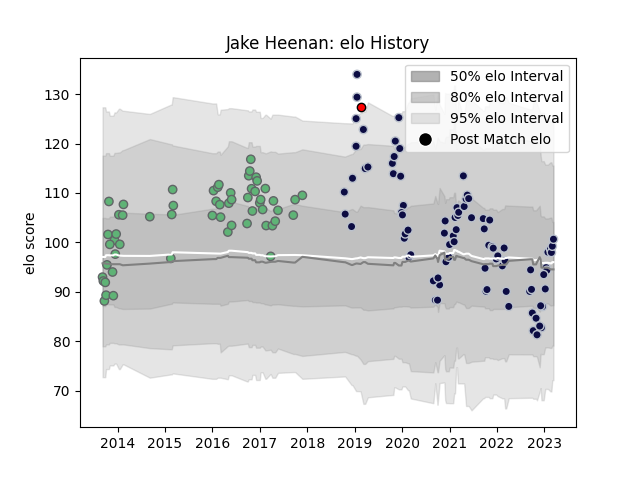 Jake Heenan: elo History
50% elo Interval
80% elo Interval
95% elo Interval
Post Match elo
elo score
130
120
110
100
90
80
70
2014 2015 2016 2017 2018 2019 2020 2021 2022 2023